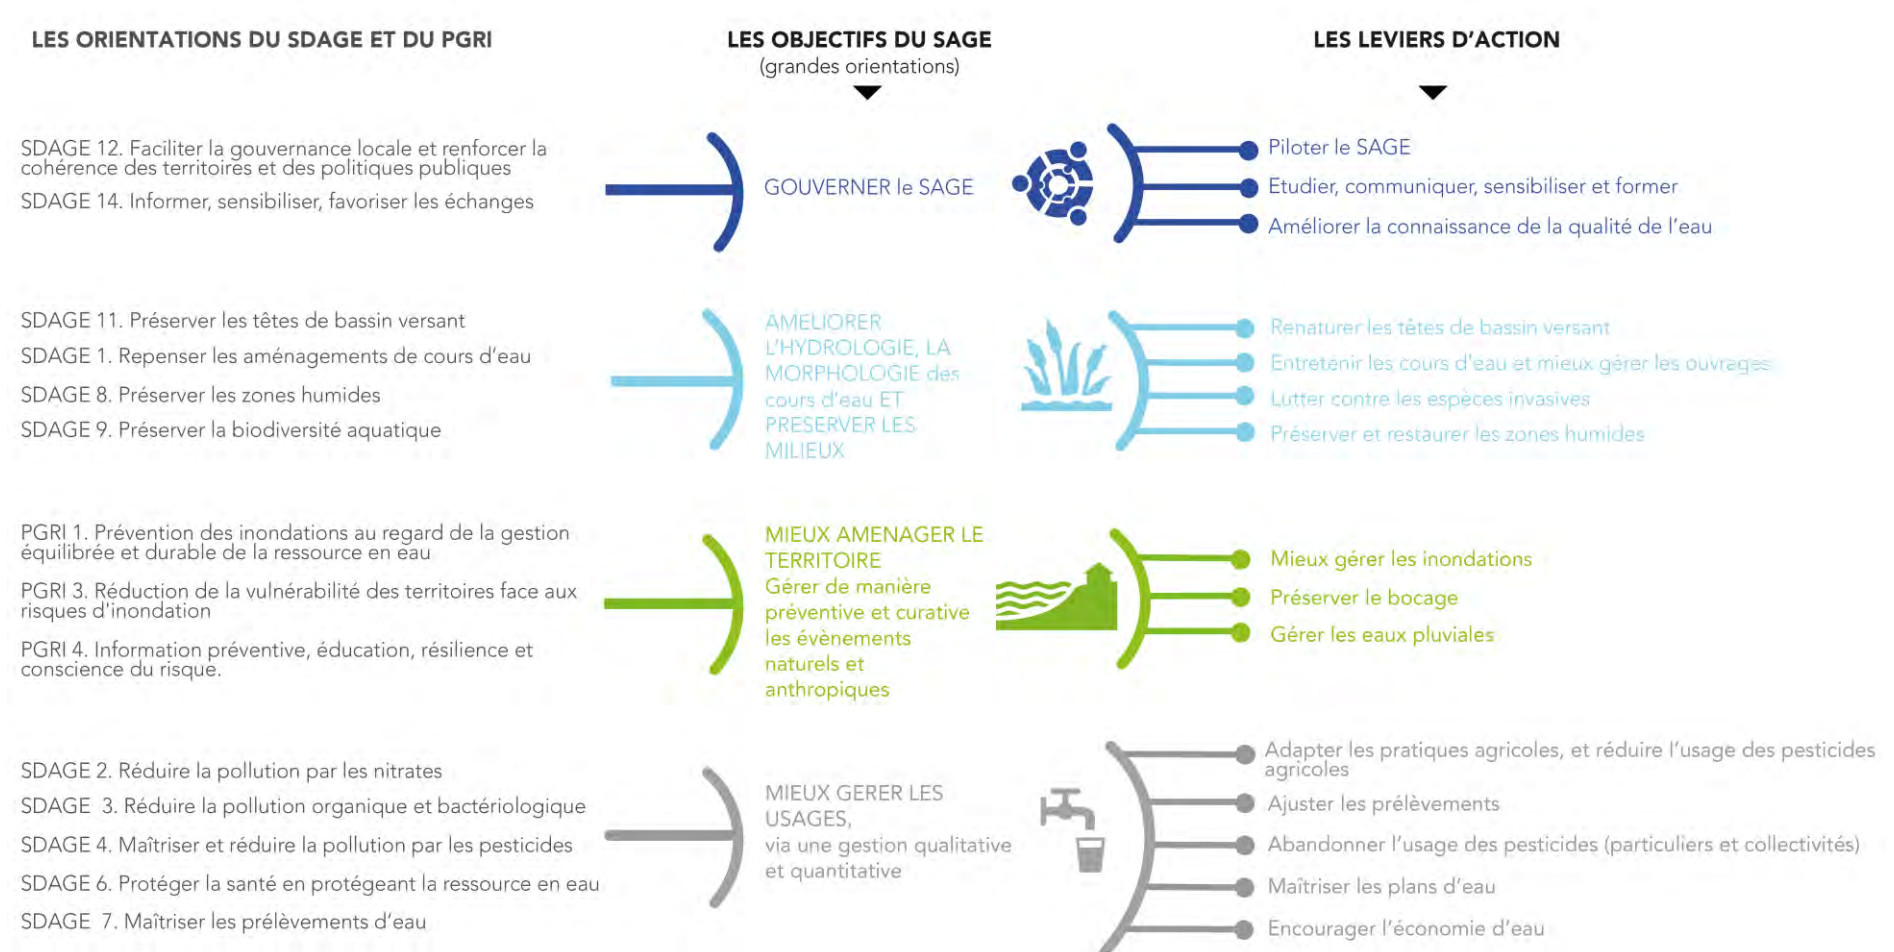 LES ORIENTATIONS DU SDAGE ET DU PGRI
LES OBJECTIFS DU SAGE
(grandes orientations)
LES LEVIERS D'ACTION
SDAGE 12. Faciliter la gouvernance locale et renforcer la
cohérence des territoires et des politiques publiques
SDAGE 14. Informer, sensibiliser, favoriser les échanges
GOUVERNER le SAGE
Piloter le SAGE
Etudier, communiquer, sensibiliser et former
Améliorer la connaissance de la qualité de l'eau
SDAGE 11. Préserver les têtes de bassin versant
SDAGE 1. Repenser les aménagements de cours d'eau
SDAGE 8. Préserver les zones humides
SDAGE 9. Préserver la biodiversité aquatique
AMELIORER
L'HYDROLOGIE, LA
MORPHOLOGIE des
cours d'eau ET
PRESERVER LES
MILIEUX
Renaturer les têtes de bassin versant
Entretenir les cours d'eau et mieux gérer les ouvrages
Lutter contre les espèces invasives
Préserver et restaurer les zones humides
PGRI 1. Prévention des inondations au regard de la gestion
équilibrée et durable de la ressource en eau
PGRI 3. Réduction de la vulnérabilité des territoires face aux
risques d'inondation
PGRI 4. Information préventive, éducation, résilience et
conscience du risque.
MIEUX AMENAGER LE
TERRITOIRE
Gérer de manière
préventive et curative
les évènements
naturels et
anthropiques
Mieux gérer les inondations
Préserver le bocage
Gérer les eaux pluviales
SDAGE 2. Réduire la pollution par les nitrates
SDAGE 3. Réduire la pollution organique et bactériologique
SDAGE 4. Maîtriser et réduire la pollution par les pesticides
SDAGE 6. Protéger la santé en protégeant la ressource en eau
SDAGE 7. Maîtriser les prélèvements d'eau
MIEUX GERER LES
USAGES,
via une gestion qualitative
et quantitative
Adapter les pratiques agricoles, et réduire l'usage des pesticides
agricoles
Ajuster les prélèvements
Abandonner l'usage des pesticides (particuliers et collectivités)
Maîtriser les plans d'eau
Encourager l'économie d'eau